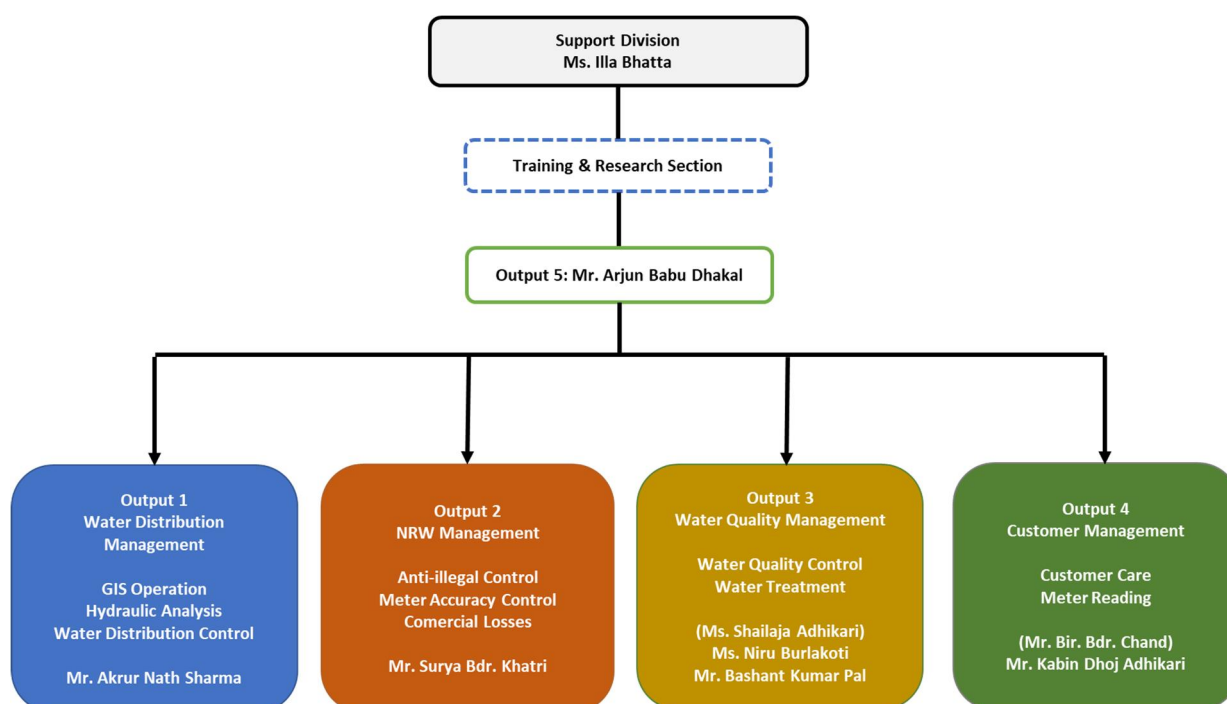 Support Division
Ms. Illa Bhatta
Training & Research Section
Output 5: Mr. Arjun Babu Dhakal
Output 1
Water Distribution
Management
GIS Operation
Hydraulic Analysis
Water Distribution Control
Mr. Akrur Nath Sharma
Output 2
NRW Management
Anti-illegal Control
Meter Accuracy Control
Comercial Losses
Mr. Surya Bdr. Khatri
Output 3
Water Quality Management
Water Quality Control
Water Treatment
(Ms. Shailaja Adhikari)
Ms. Niru Burlakoti
Mr. Bashant Kumar Pal
Output 4
Customer Management
Customer Care
Meter Reading
(Mr. Bir. Bdr. Chand)
Mr. Kabin Dhoj Adhikari